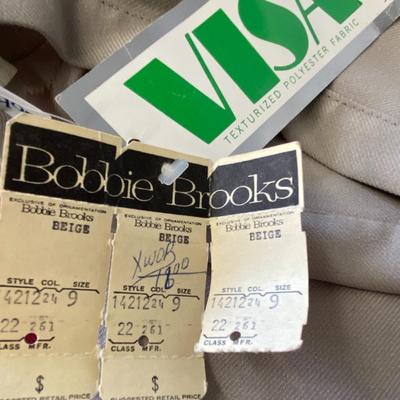 VISA
TEXTURIZED POLYESTER FABRIC
Bobbie Brooks
EXCLUSIVE OF ORNAMENTATION
Bobbie Brooks
BEIGE
STYLE COL. SIZE
14212 24 9
22 261
CLASS MFR.
$
SUGGESTED RETAIL PRICE
EXCLUSIVE OF ORNAMENTATION
Bobbie Brooks
BEIGE
STYLE COL. SIZE
14212 24 9
22 261
CLASS MFR.
$
SUGGESTED RETAIL PRICE
EXCLUSIVE OF ORNAMENTATION
Bobbie Brooks
BEIGE
STYLE COL. SIZE
14212 24 9
22 261
CLASS MFR.